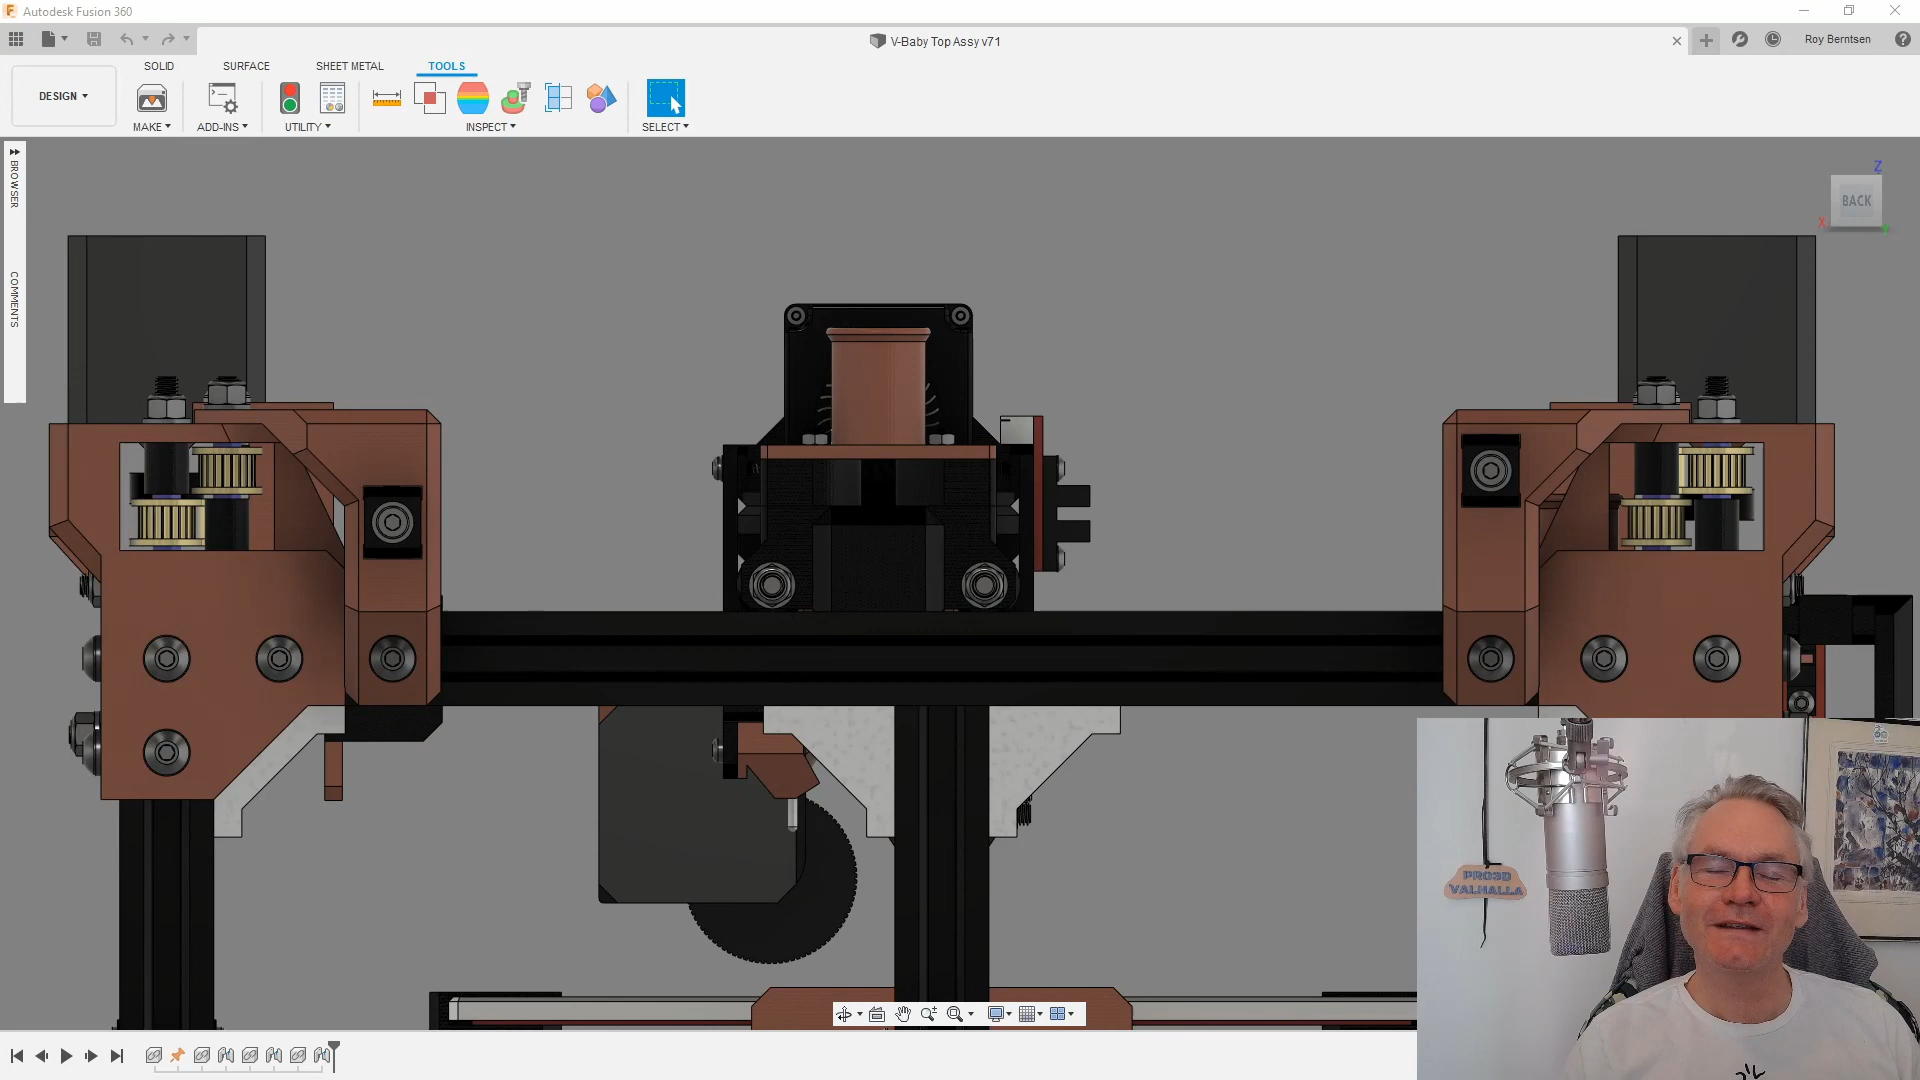 Autodesk Fusion 360
V-Baby Top Assy v71
Roy Berntsen
DESIGN
SOLID
SURFACE
SHEET METAL
TOOLS
MAKE
ADD-INS
UTILITY
INSPECT
SELECT
BROWSER
COMMENTS
Z
BACK
X
Y
PRO3D
VALHALLA